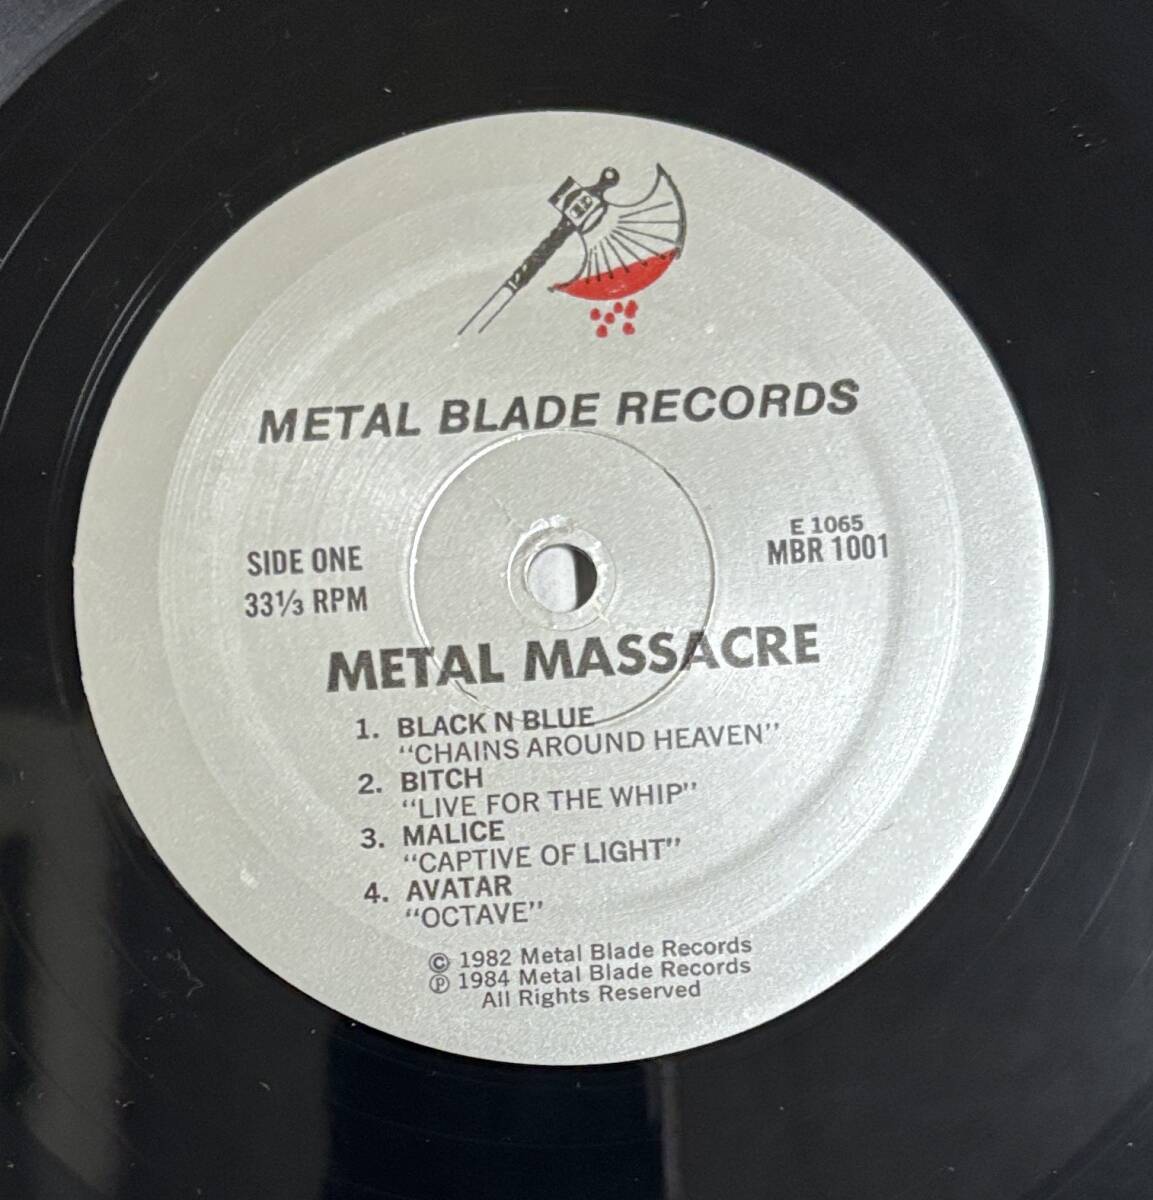 METAL BLADE RECORDS
SIDE ONE
33⅓ RPM
E 1065
MBR 1001
METAL MASSACRE
1. BLACK N BLUE
"CHAINS AROUND HEAVEN"
2. BITCH
"LIVE FOR THE WHIP"
3. MALICE
"CAPTIVE OF LIGHT"
4. AVATAR
"OCTAVE"
© 1982 Metal Blade Records
℗ 1984 Metal Blade Records
All Rights Reserved